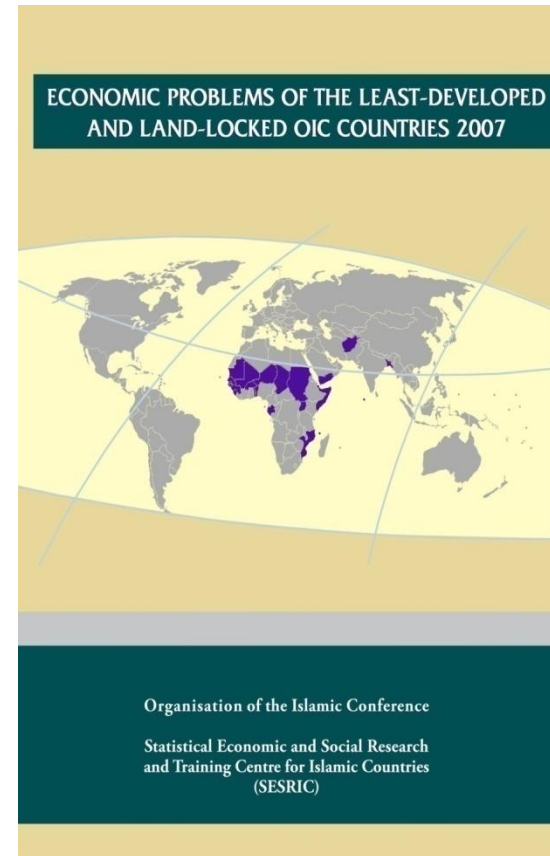 ECONOMIC PROBLEMS OF THE LEAST-DEVELOPED
AND LAND-LOCKED OIC COUNTRIES 2007
Organisation of the Islamic Conference
Statistical Economic and Social Research
and Training Centre for Islamic Countries
(SESRIC)